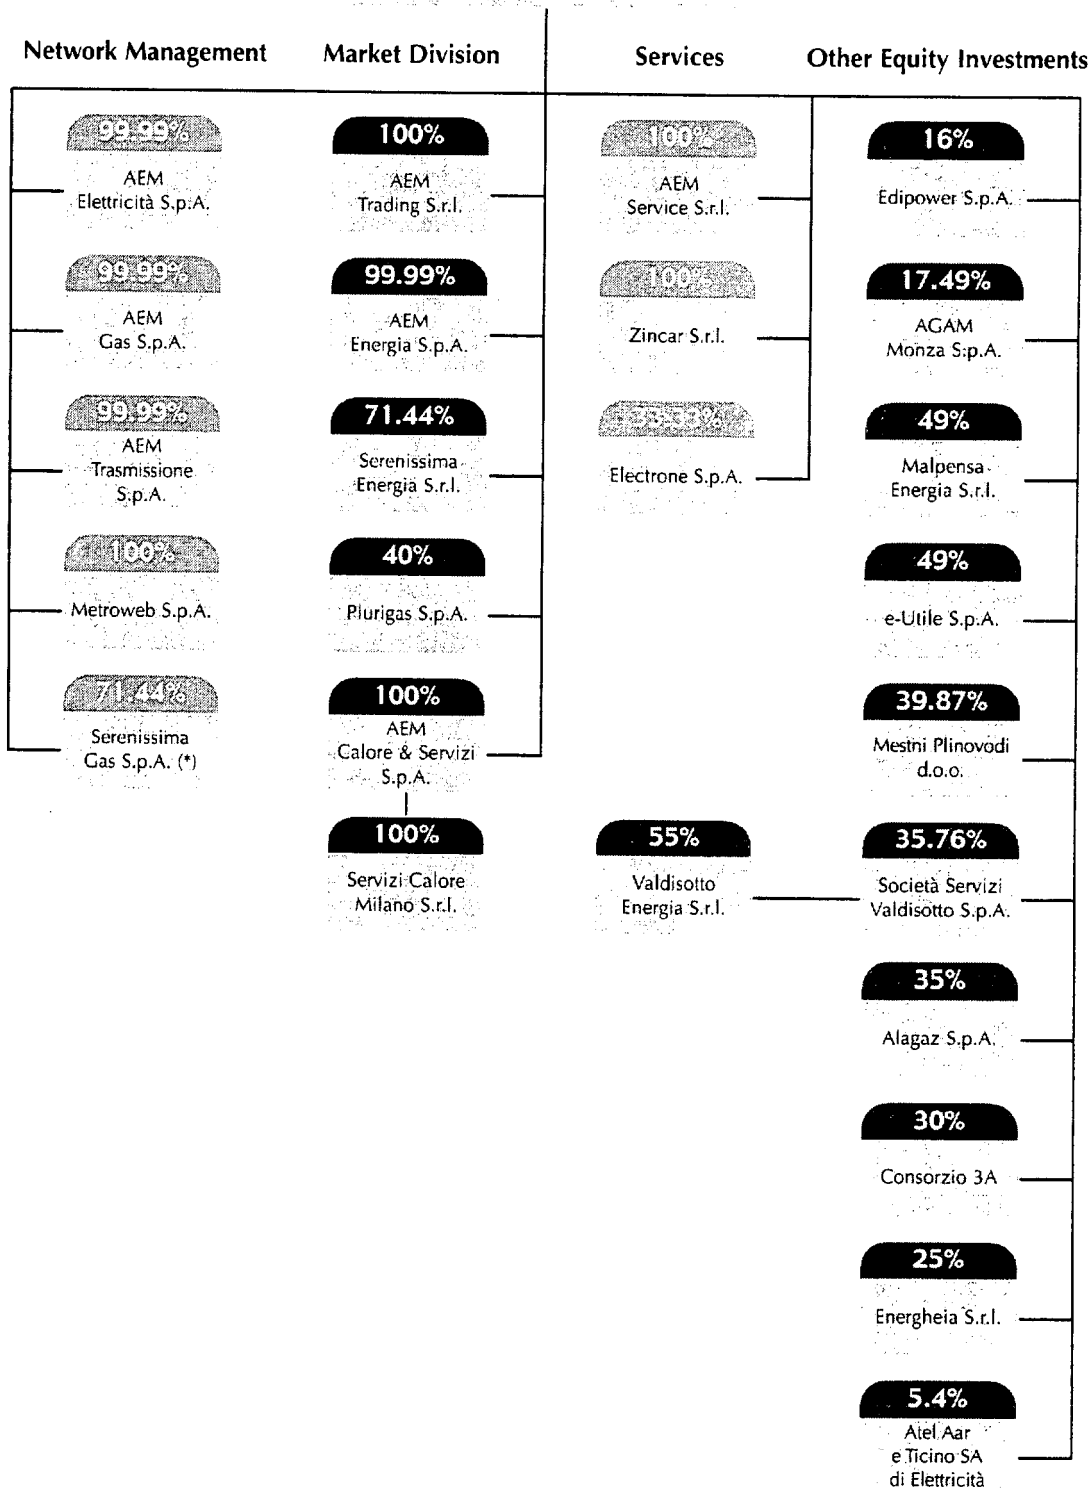 Network Management
99.99%
AEM
Elettricità S.p.A.
99.99%
AEM
Gas S.p.A.
99.99%
AEM
Trasmissione
S.p.A.
100%
Metroweb S.p.A.
71.44%
Serenissima
Gas S.p.A. (*)
Market Division
100%
AEM
Trading S.r.l.
99.99%
AEM
Energia S.p.A.
71.44%
Serenissima
Energia S.r.l.
40%
Plurigas S.p.A.
100%
AEM
Calore & Servizi
S.p.A.
100%
Servizi Calore
Milano S.r.l.
Services
100%
AEM
Service S.r.l.
100%
Zincar S.r.l.
33.33%
Electrone S.p.A.
55%
Valdisotto
Energia S.r.l.
Other Equity Investments
16%
Edipower S.p.A.
17.49%
AGAM
Monza S.p.A.
49%
Malpensa
Energia S.r.l.
49%
e-Utile S.p.A.
39.87%
Mestni Plinovodi
d.o.o.
35.76%
Società Servizi
Valdisotto S.p.A.
35%
Alagaz S.p.A.
30%
Consorzio 3A
25%
Energheia S.r.l.
5.4%
Atel Aar
e Ticino SA
di Elettricità